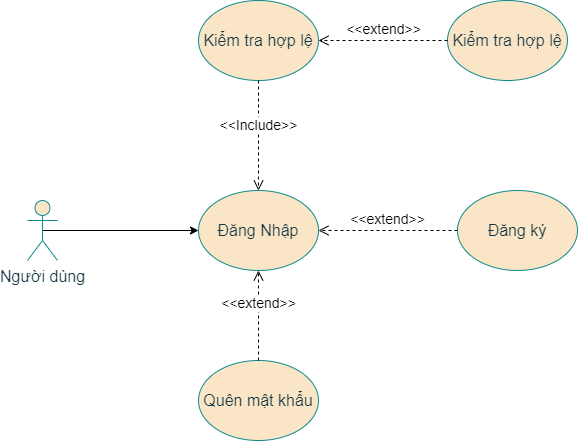 Kiểm tra hợp lệ
<<extend>>
Kiểm tra hợp lệ
<<Include>>
Người dùng
Đăng Nhập
<<extend>>
Đăng ký
<<extend>>
Quên mật khẩu